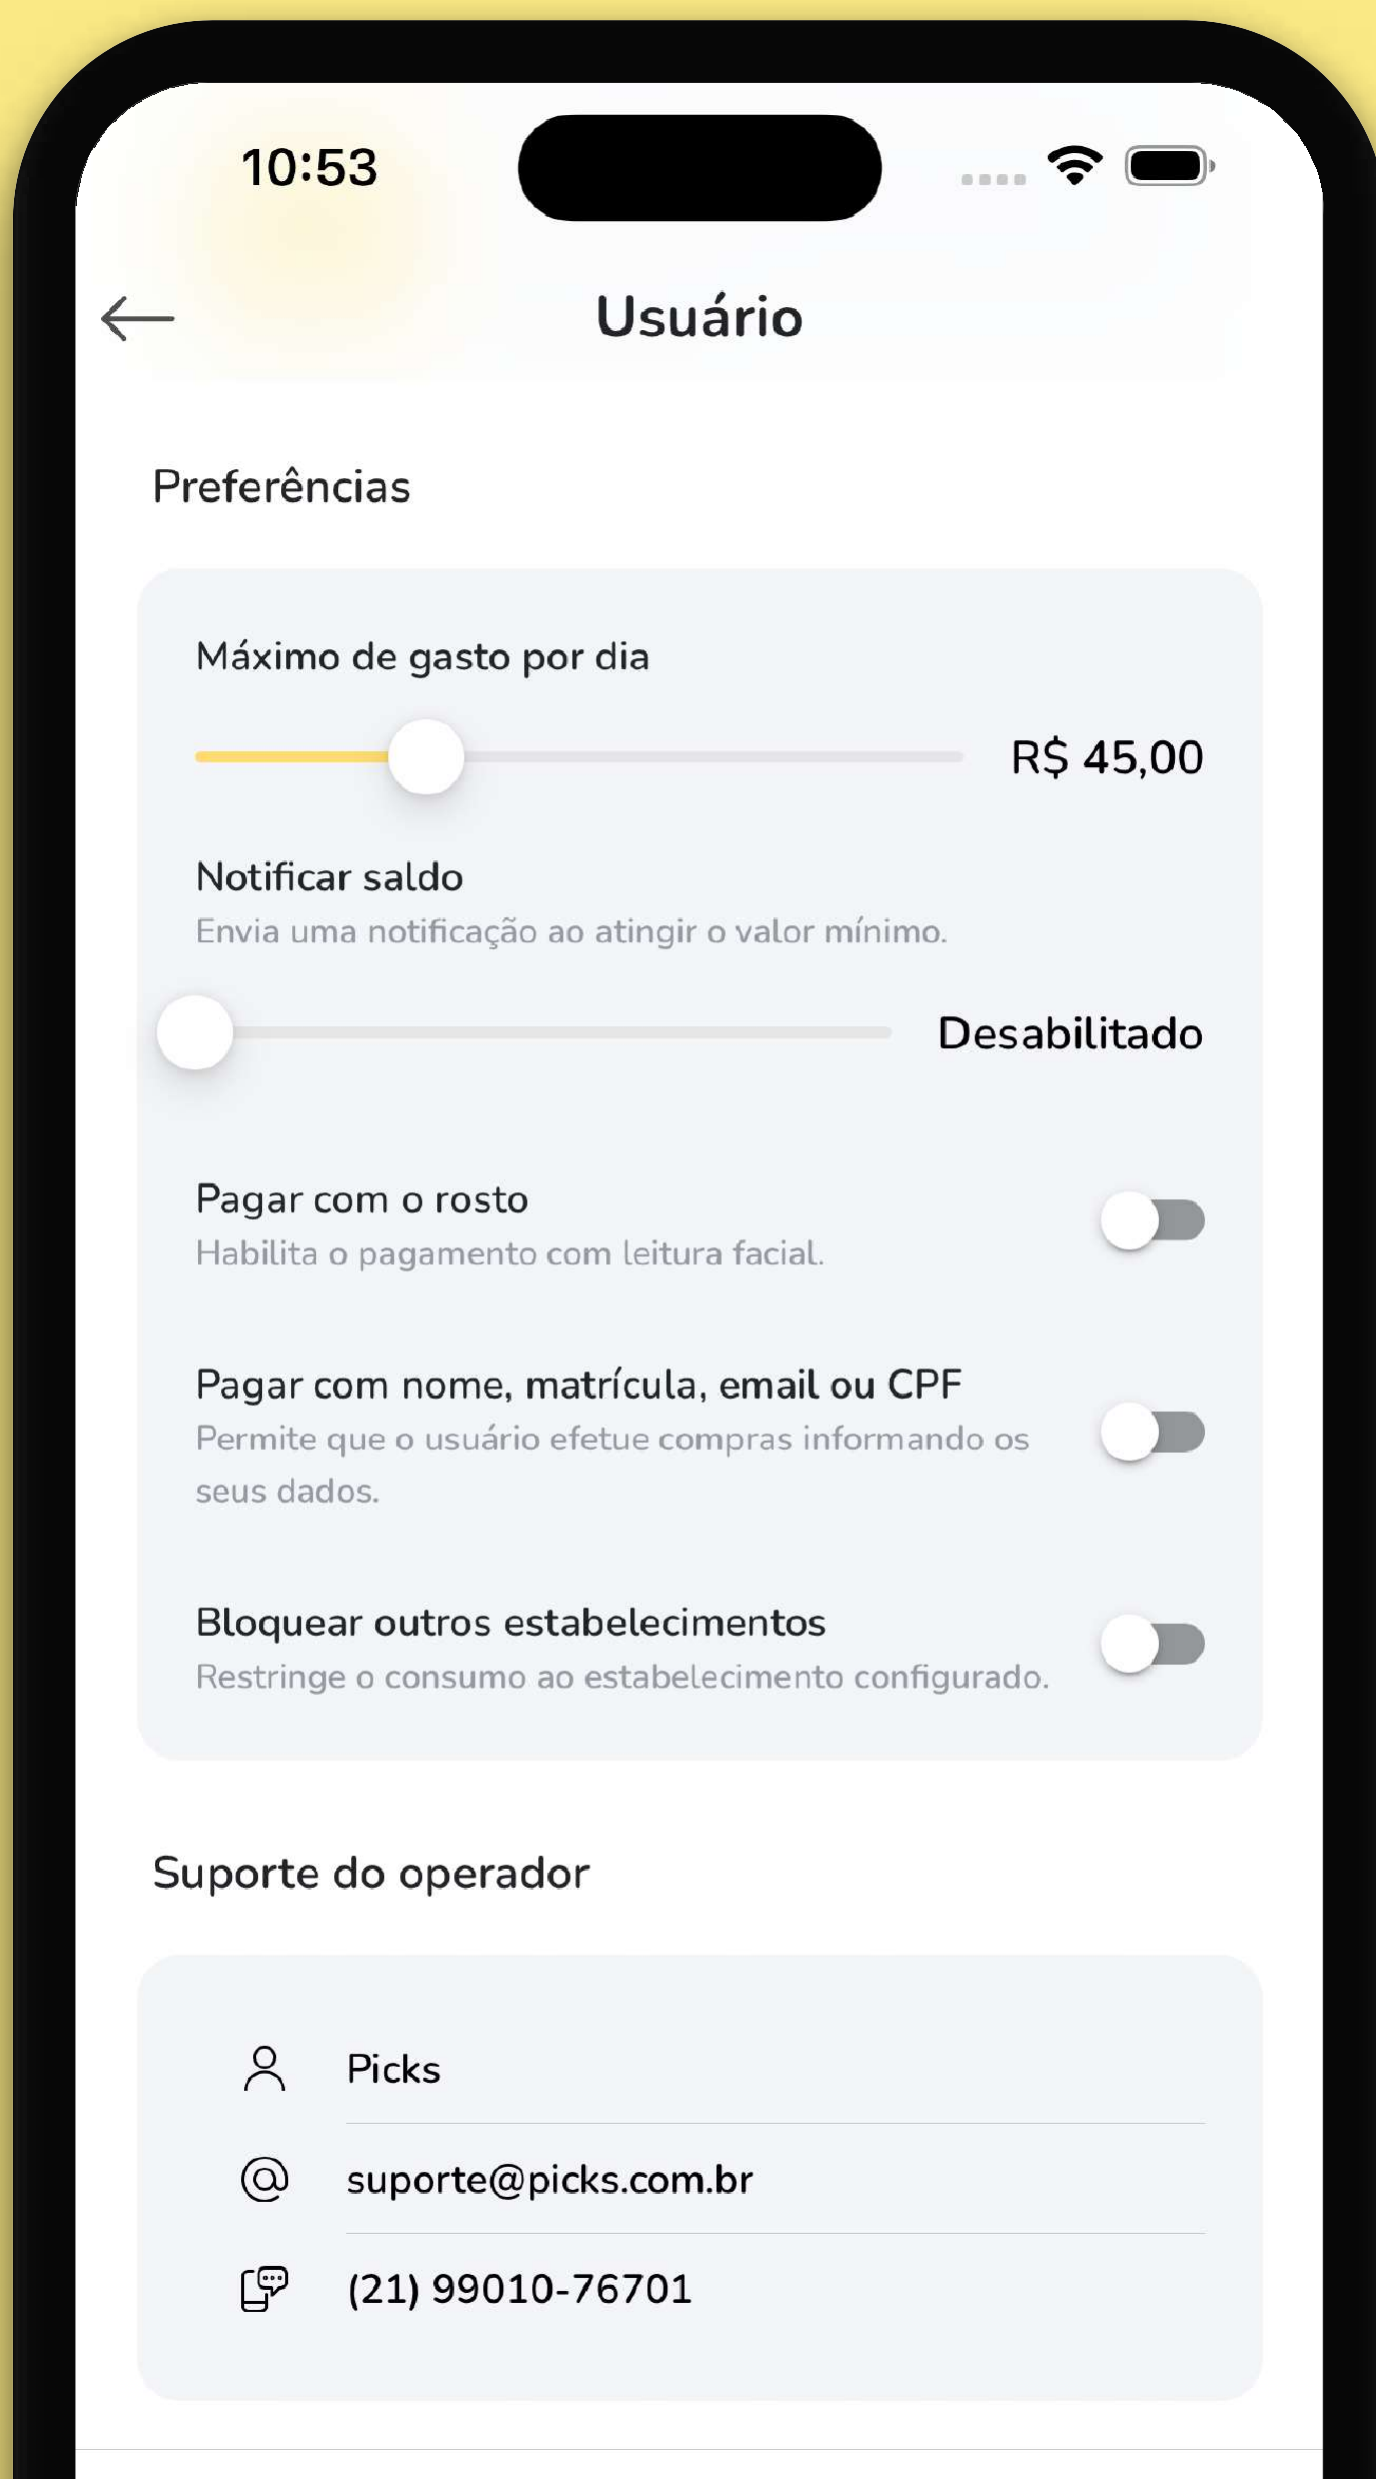 10:53
Usuário
Preferências
Máximo de gasto por dia
R$ 45,00
Notificar saldo
Envia uma notificação ao atingir o valor mínimo.
Desabilitado
Pagar com o rosto
Habilita o pagamento com leitura facial.
Pagar com nome, matrícula, email ou CPF
Permite que o usuário efetue compras informando os
seus dados.
Bloquear outros estabelecimentos
Restringe o consumo ao estabelecimento configurado.
Suporte do operador
Picks
suporte@picks.com.br
(21) 99010-76701